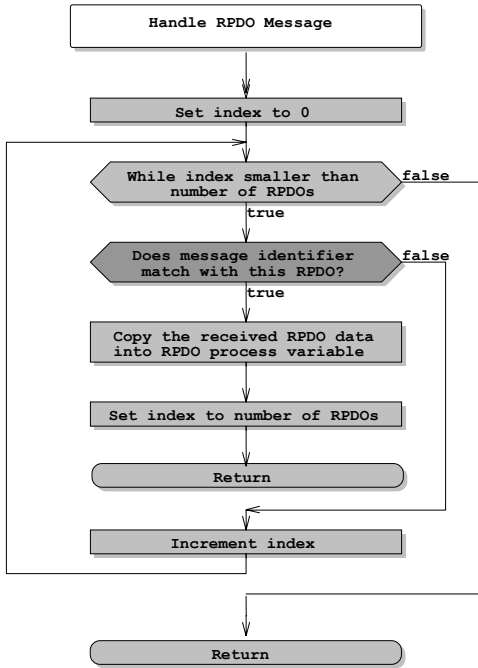 Handle RPDO Message
Set index to 0
While index smaller than
number of RPDOs
false
true
Does message identifier
match with this RPDO?
false
true
Copy the received RPDO data
into RPDO process variable
Set index to number of RPDOs
Return
Increment index
Return